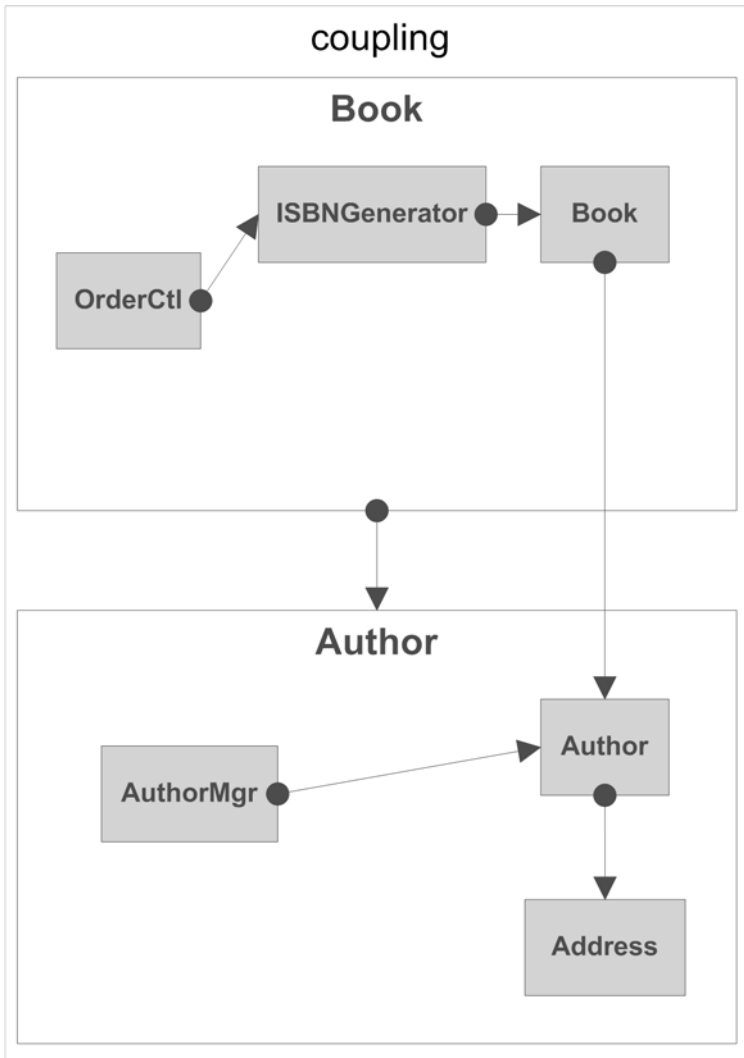 coupling
Book
ISBNGenerator
Book
OrderCtl
Author
Author
AuthorMgr
Address